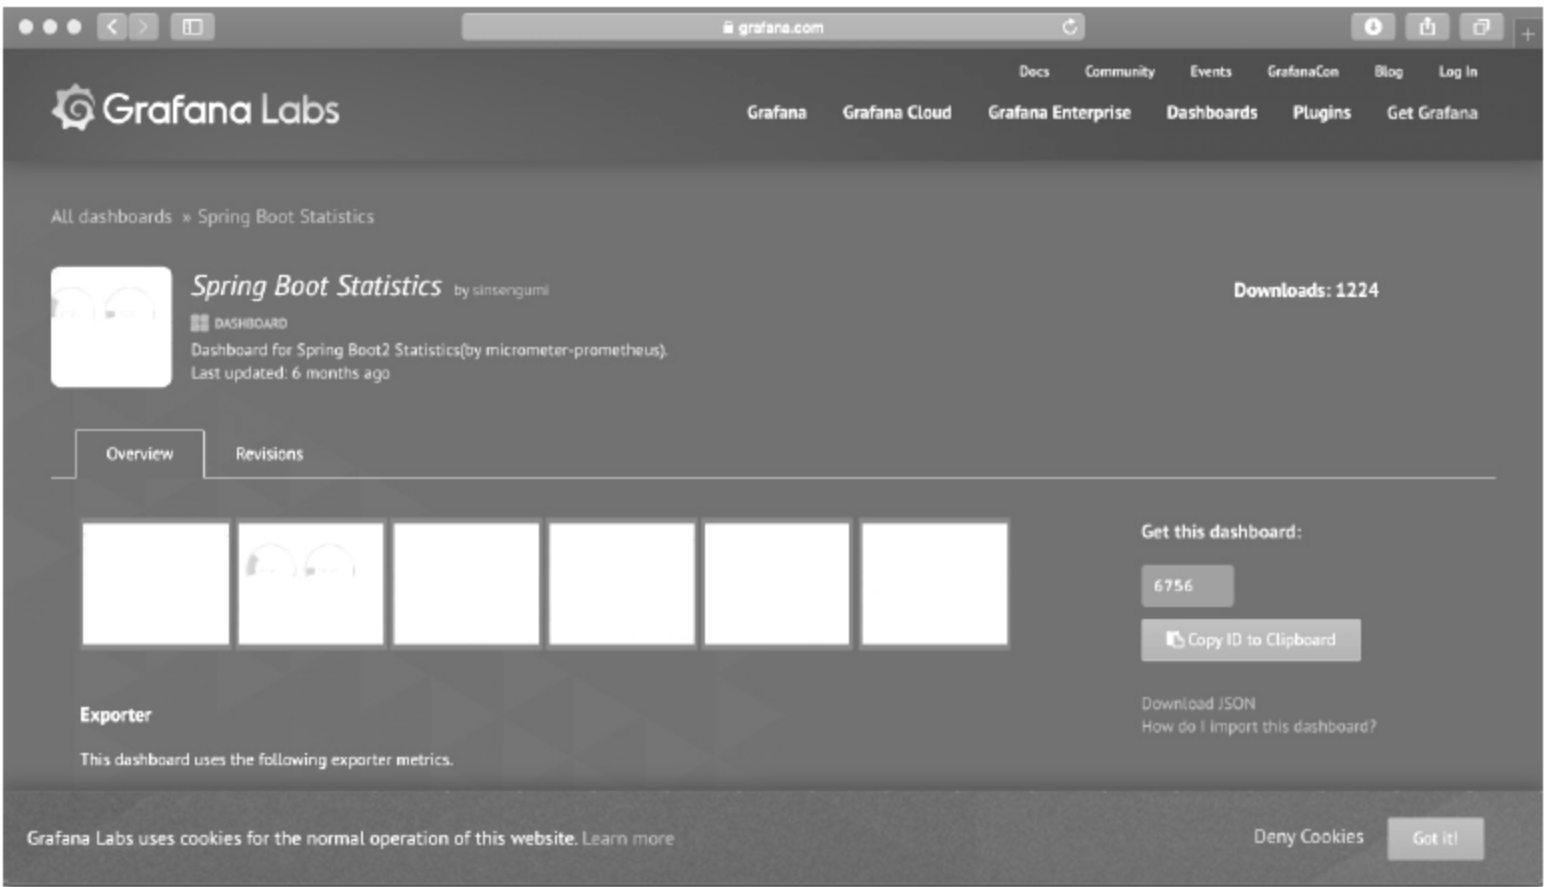 grafana.com
Docs Community Events GrafanaCon Blog Log In
Grafana Labs
Grafana Grafana Cloud Grafana Enterprise Dashboards Plugins Get Grafana
All dashboards » Spring Boot Statistics
Spring Boot Statistics by sinsengumi
Downloads: 1224
DASHBOARD
Dashboard for Spring Boot2 Statistics(by micrometer-prometheus).
Last updated: 6 months ago
Overview Revisions
Get this dashboard:
6756
Copy ID to Clipboard
Download JSON
How do I import this dashboard?
Exporter
This dashboard uses the following exporter metrics.
Grafana Labs uses cookies for the normal operation of this website. Learn more
Deny Cookies Got it!